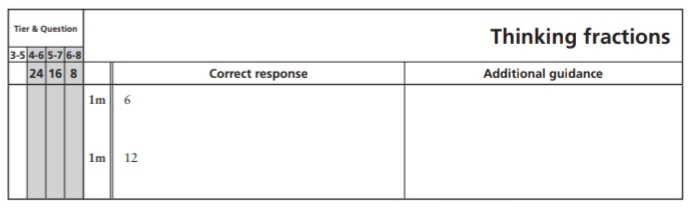 Tier & Question
Thinking fractions
3-5 4-6 5-7 6-8
24 16 8 Correct response Additional guidance
1m 6
1m 12